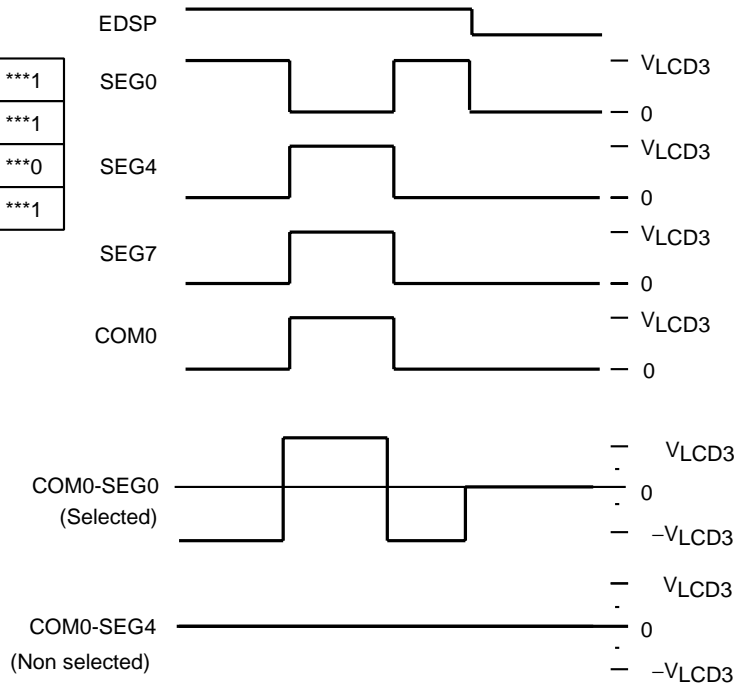 EDSP
VLCD3
***1
SEG0
0
***1
VLCD3
***0
SEG4
0
***1
VLCD3
SEG7
0
VLCD3
COM0
0
VLCD3
COM0-SEG0
0
(Selected)
−VLCD3
VLCD3
COM0-SEG4
0
(Non selected)
−VLCD3